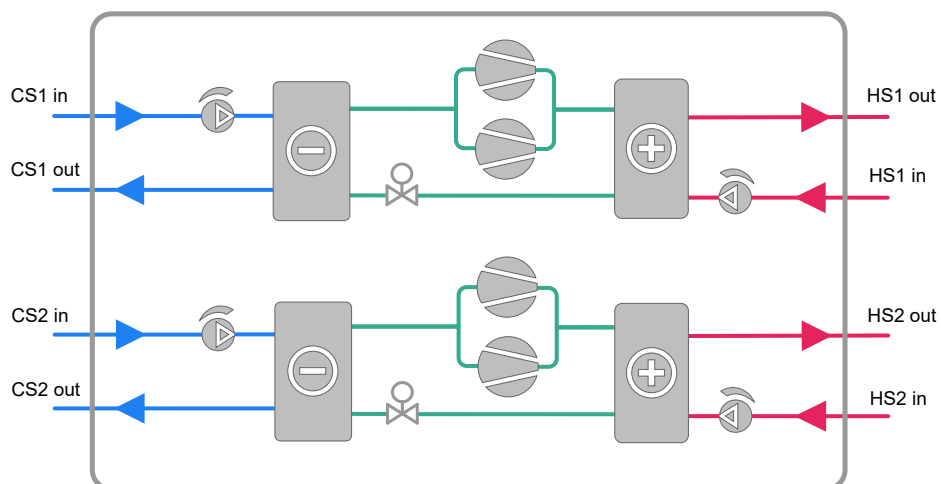 CS1 in
HS1 out
CS1 out
HS1 in
CS2 in
HS2 out
CS2 out
HS2 in